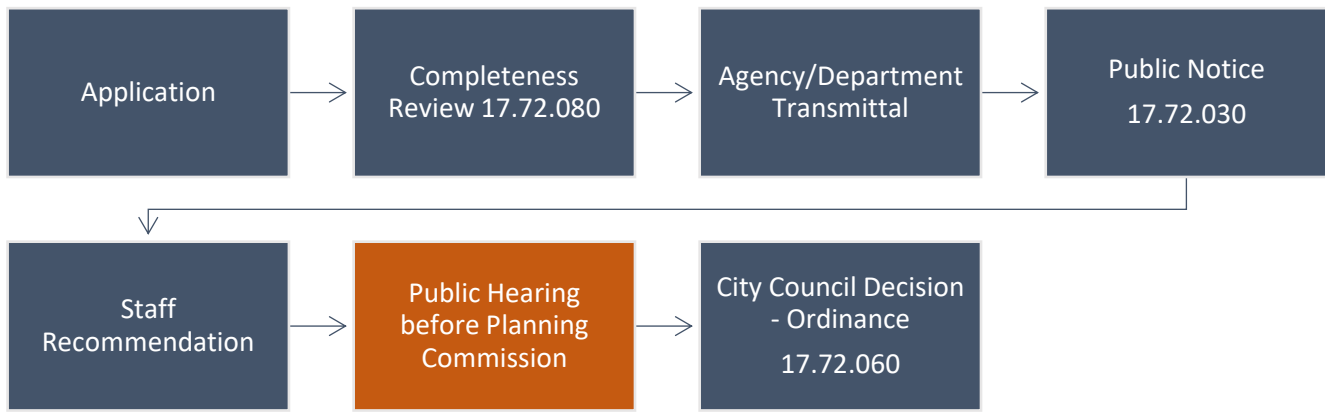 Application
Completeness
Review 17.72.080
Agency/Department
Transmittal
Public Notice
17.72.030
Staff
Recommendation
Public Hearing
before Planning
Commission
City Council Decision
- Ordinance
17.72.060